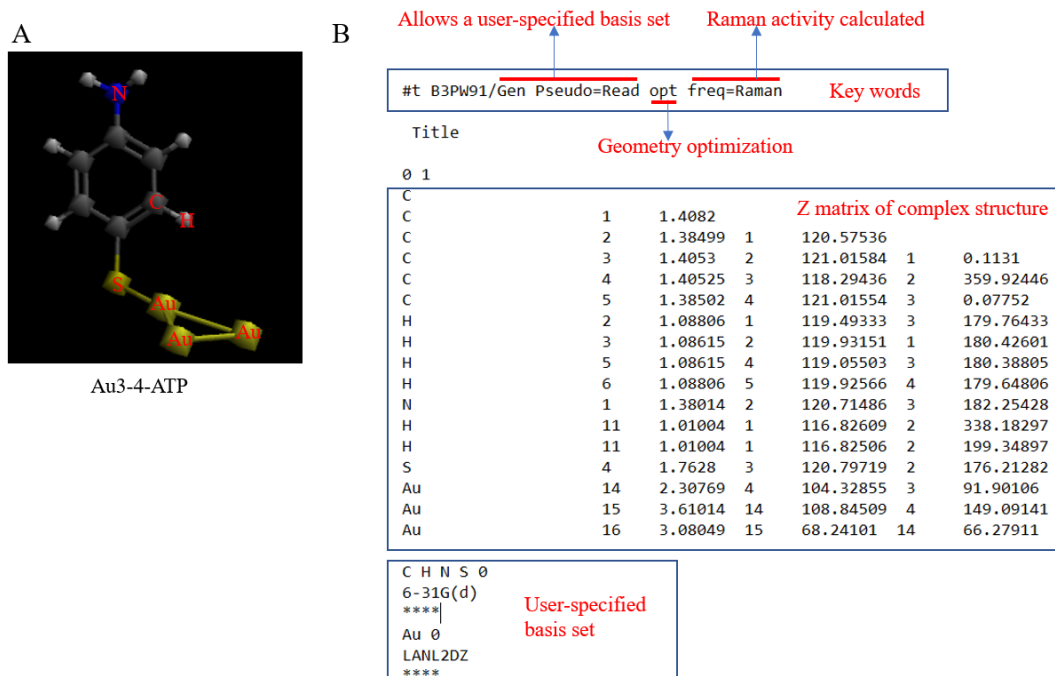 A
B
Allows a user-specified basis set
Raman activity calculated
#t B3PW91/Gen Pseudo=Read opt freq=Raman
Key words
Title
Geometry optimization
0 1
Z matrix of complex structure
C
C 1 1.4082
C 2 1.38499 1 120.57536
C 3 1.4053 2 121.01584 1 0.1131
C 4 1.40525 3 118.29436 2 359.92446
C 5 1.38502 4 121.01554 3 0.07752
H 2 1.08806 1 119.49333 3 179.76433
H 3 1.08615 2 119.93151 1 180.42601
H 5 1.08615 4 119.05503 3 180.38805
H 6 1.08806 5 119.92566 4 179.64806
N 1 1.38014 2 120.71486 3 182.25428
H 11 1.01004 1 116.82609 2 338.18297
H 11 1.01004 1 116.82506 2 199.34897
S 4 1.7628 3 120.79719 2 176.21282
Au 14 2.30769 4 104.32855 3 91.90106
Au 15 3.61014 14 108.84509 4 149.09141
Au 16 3.08049 15 68.24101 14 66.27911
C H N S 0
6-31G(d)
****
Au 0
LANL2DZ
****
User-specified
basis set
N
C
H
S
Au
Au
Au
Au3-4-ATP